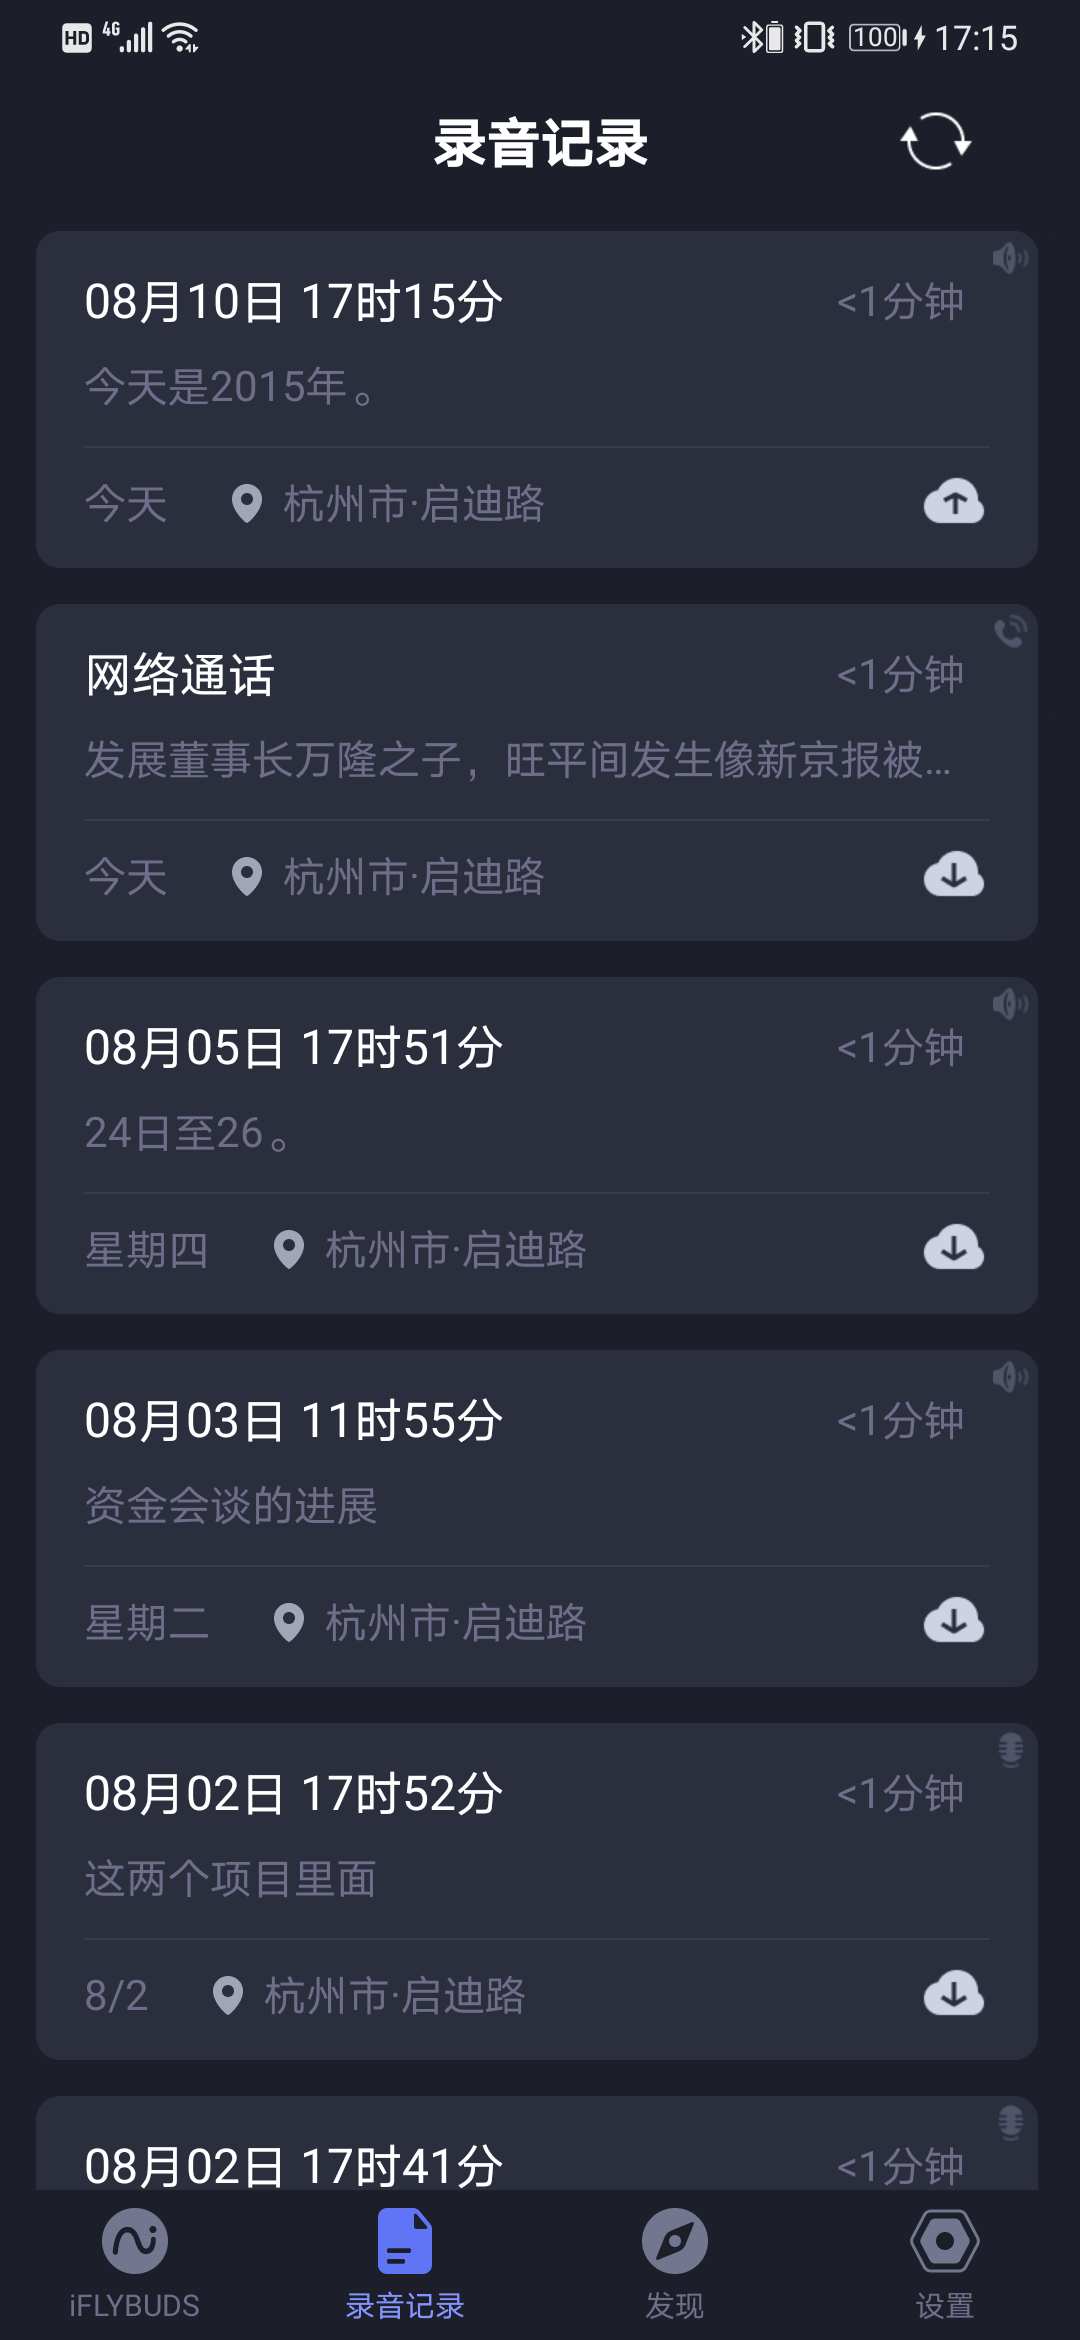 HD 4G 100 17:15
录音记录
08月10日 17时15分 <1分钟
今天是2015年。
今天 杭州市·启迪路
网络通话 <1分钟
发展董事长万隆之子，旺平间发生像新京报被...
今天 杭州市·启迪路
08月05日 17时51分 <1分钟
24日至26。
星期四 杭州市·启迪路
08月03日 11时55分 <1分钟
资金会谈的进展
星期二 杭州市·启迪路
08月02日 17时52分 <1分钟
这两个项目里面
8/2 杭州市·启迪路
08月02日 17时41分 <1分钟
iFLYBUDS 录音记录 发现 设置